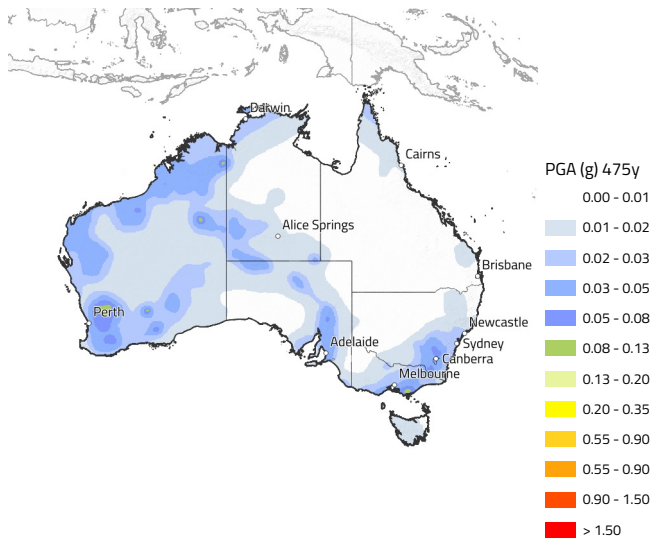 Darwin
Cairns
PGA (g) 475y
0.00 - 0.01
0.01 - 0.02
Alice Springs
0.02 - 0.03
Brisbane
0.03 - 0.05
Perth
0.05 - 0.08
Newcastle
Adelaide
Sydney
0.08 - 0.13
Canberra
Melbourne
0.13 - 0.20
0.20 - 0.35
0.55 - 0.90
0.55 - 0.90
0.90 - 1.50
> 1.50